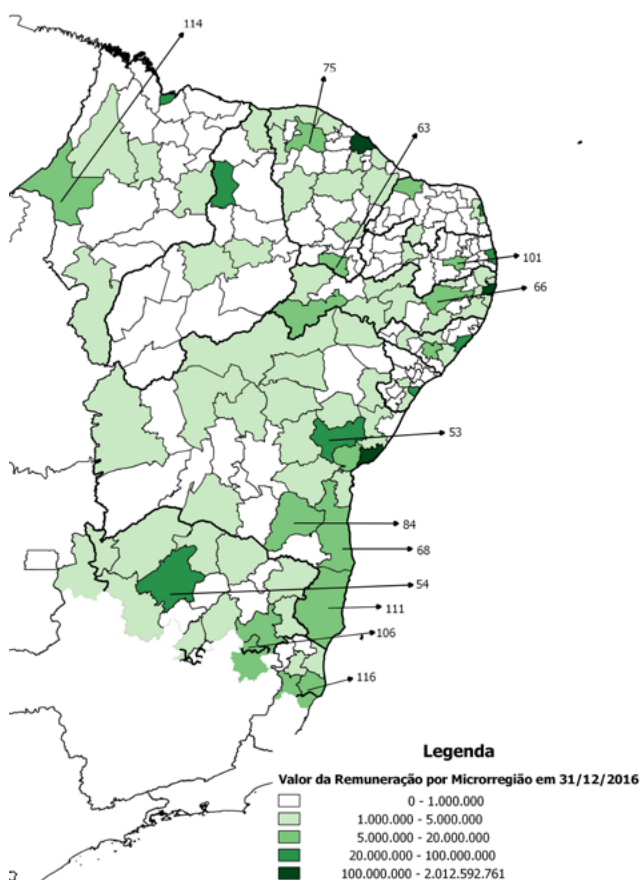 114
75
63
101
66
53
84
68
54
111
106
116
Legenda
Valor da Remuneração por Microrregião em 31/12/2016
0 - 1.000.000
1.000.000 - 5.000.000
5.000.000 - 20.000.000
20.000.000 - 100.000.000
100.000.000 - 2.012.592.761